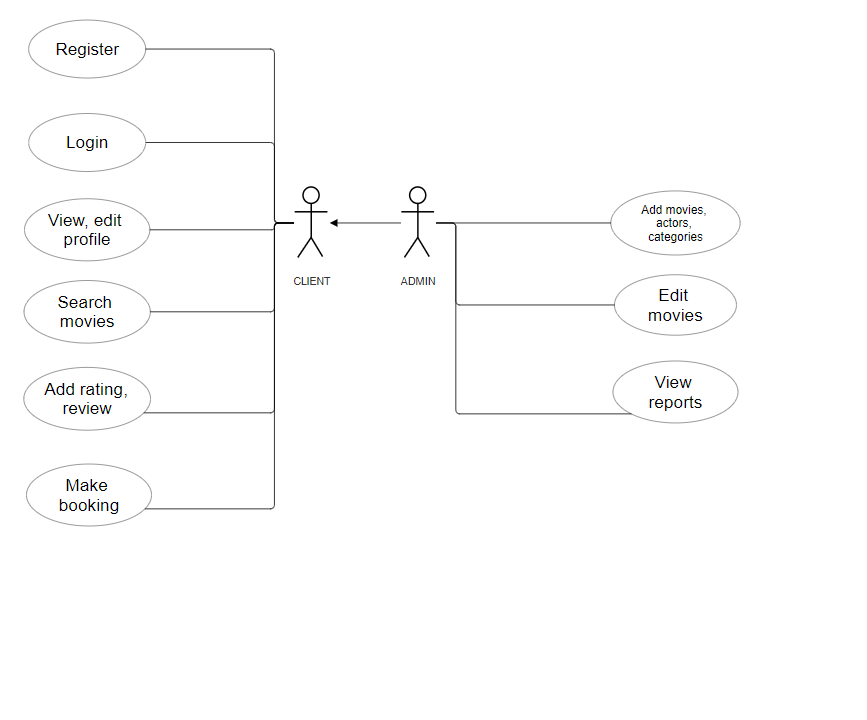 Register
Login
View, edit
profile
Search
movies
Add rating,
review
Make
booking
CLIENT
ADMIN
Add movies,
actors,
categories
Edit
movies
View
reports